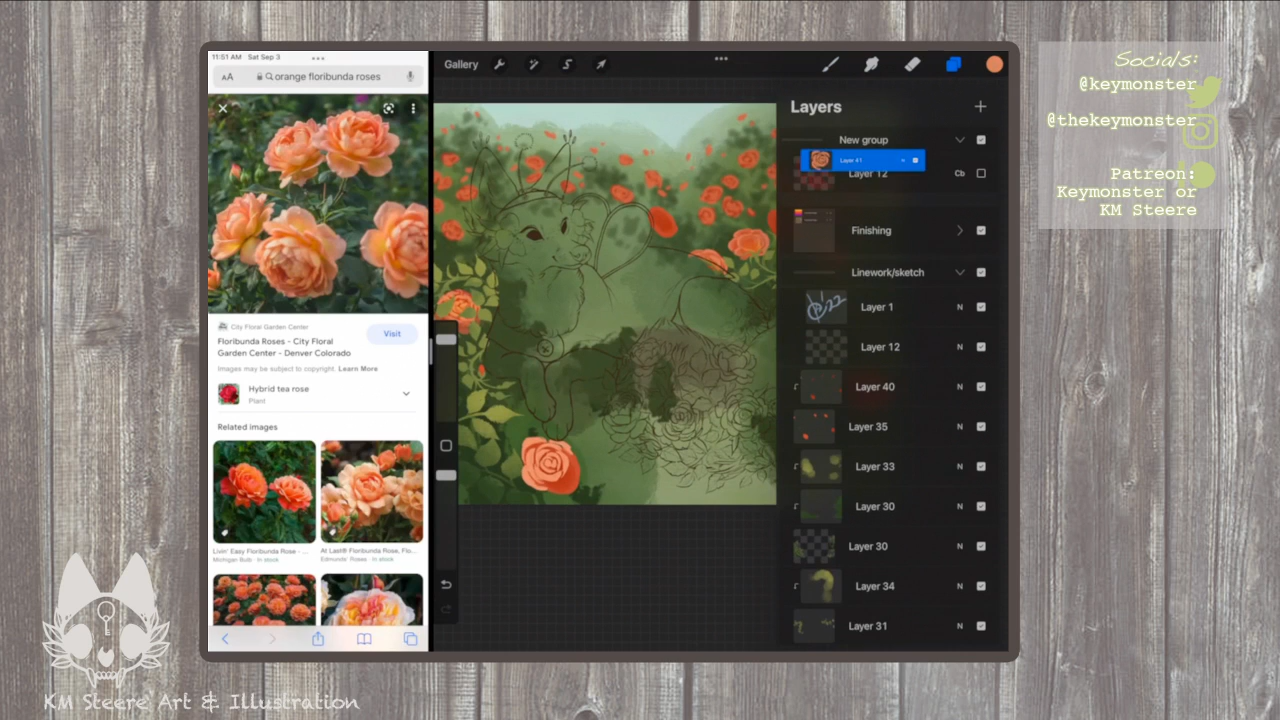 11:51 AM Sat Sep 3
AA orange floribunda roses
City Floral Garden Center
Floribunda Roses - City Floral
Garden Center - Denver Colorado
Visit
Images may be subject to copyright. Learn More
Hybrid tea rose
Plant
Related images
Livin' Easy Floribunda Rose - ...
Michigan Bulb · In stock
At Last® Floribunda Rose, Flo...
Edmunds' Roses · In stock
Gallery
Layers
New group
Layer 41 N
Layer 12 Cb
Finishing
Linework/sketch
Layer 1 N
Layer 12 N
Layer 40 N
Layer 35 N
Layer 33 N
Layer 30 N
Layer 30 N
Layer 34 N
Layer 31 N
Socials:
@keymonster
@thekeymonster
Patreon:
Keymonster or
KM Steere
KM Steere Art & Illustration